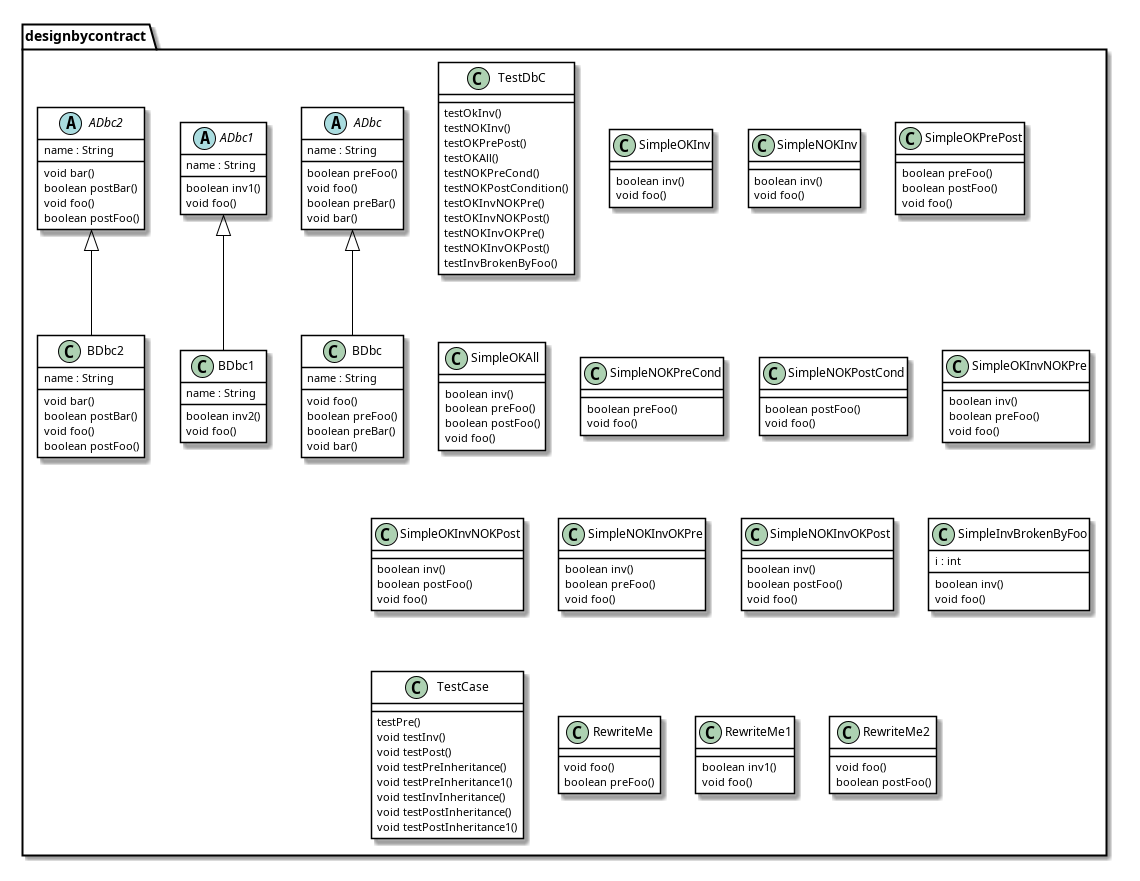 designbycontract
A ADbc2
name : String
void bar()
boolean postBar()
void foo()
boolean postFoo()
A ADbc1
name : String
boolean inv1()
void foo()
A ADbc
name : String
boolean preFoo()
void foo()
boolean preBar()
void bar()
C TestDbC
testOkInv()
testNOKInv()
testOKPrePost()
testOKAll()
testNOKPreCond()
testNOKPostCondition()
testOKInvNOKPre()
testOKInvNOKPost()
testNOKInvOKPre()
testNOKInvOKPost()
testInvBrokenByFoo()
C SimpleOKInv
boolean inv()
void foo()
C SimpleNOKInv
boolean inv()
void foo()
C SimpleOKPrePost
boolean preFoo()
boolean postFoo()
void foo()
C BDbc2
name : String
void bar()
boolean postBar()
void foo()
boolean postFoo()
C BDbc1
name : String
boolean inv2()
void foo()
C BDbc
name : String
void foo()
boolean preFoo()
boolean preBar()
void bar()
C SimpleOKAll
boolean inv()
boolean preFoo()
boolean postFoo()
void foo()
C SimpleNOKPreCond
boolean preFoo()
void foo()
C SimpleNOKPostCond
boolean postFoo()
void foo()
C SimpleOKInvNOKPre
boolean inv()
boolean preFoo()
void foo()
C SimpleOKInvNOKPost
boolean inv()
boolean postFoo()
void foo()
C SimpleNOKInvOKPre
boolean inv()
boolean preFoo()
void foo()
C SimpleNOKInvOKPost
boolean inv()
boolean postFoo()
void foo()
C SimpleInvBrokenByFoo
i : int
boolean inv()
void foo()
C TestCase
testPre()
void testInv()
void testPost()
void testPreInheritance()
void testPreInheritance1()
void testInvInheritance()
void testPostInheritance()
void testPostInheritance1()
C RewriteMe
void foo()
boolean preFoo()
C RewriteMe1
boolean inv1()
void foo()
C RewriteMe2
void foo()
boolean postFoo()